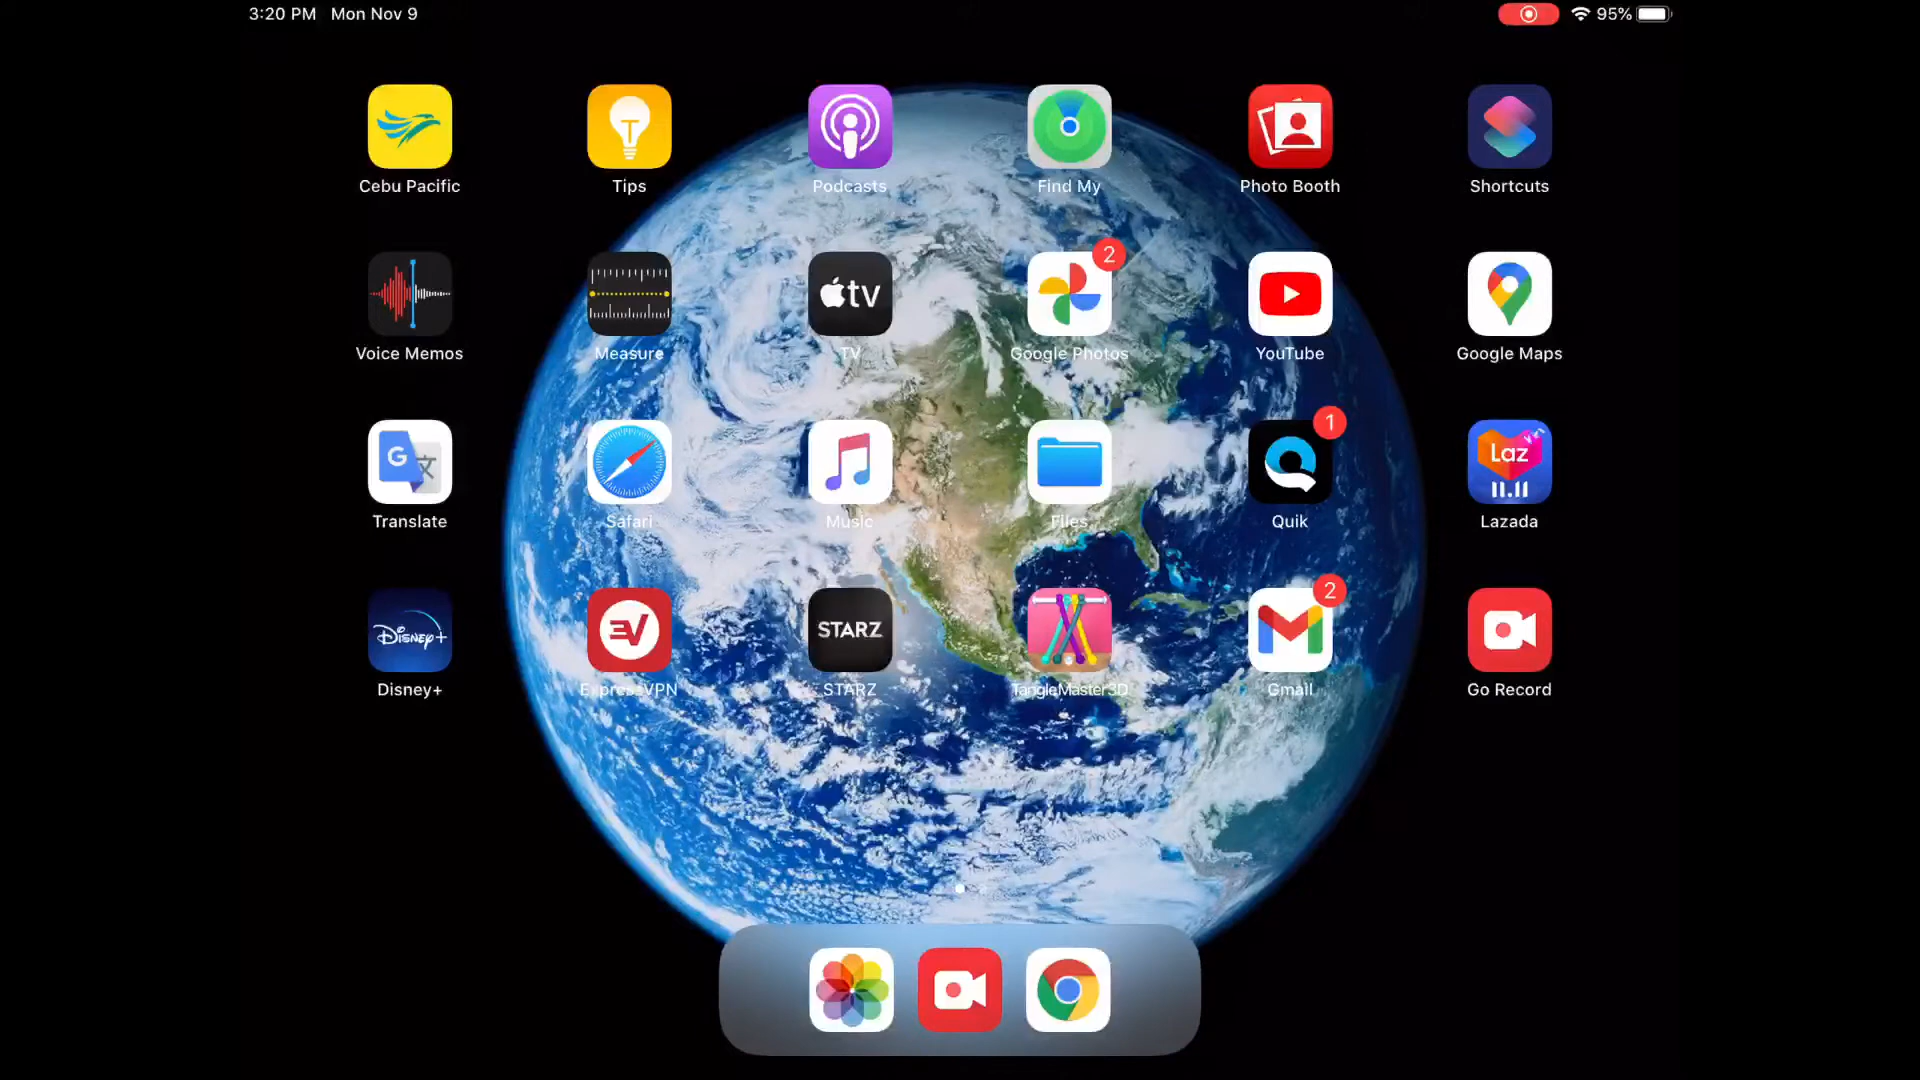 3:20 PM Mon Nov 9
95%
Cebu Pacific
Tips
Podcasts
Find My
Photo Booth
Shortcuts
tv
2
Voice Memos
Measure
TV
Google Photos
YouTube
Google Maps
G 文
1
Laz
11.11
Translate
Safari
Music
Files
Quik
Lazada
Disney+
EV
STARZ
2
Disney+
ExpressVPN
STARZ
TangleMaster3D
Gmail
Go Record